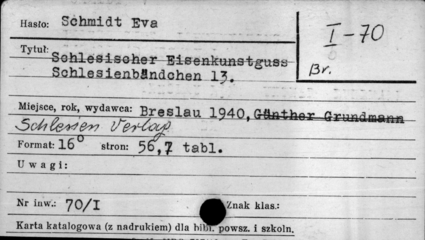 Hasło: Schmidt Eva
I-70
Tytuł: Schlesischer Eisenkunstguss
Schlesienbändchen 13.
Br.
Miejsce, rok, wydawca: Breslau 1940, Günther Grundmann
Schlesien Verlag
Format: 16° stron: 56,7 tabl.
Uwagi:
Nr inw.: 70/I
Znak klas.:
Karta katalogowa (z nadrukiem) dla bibl. powsz. i szkoln.